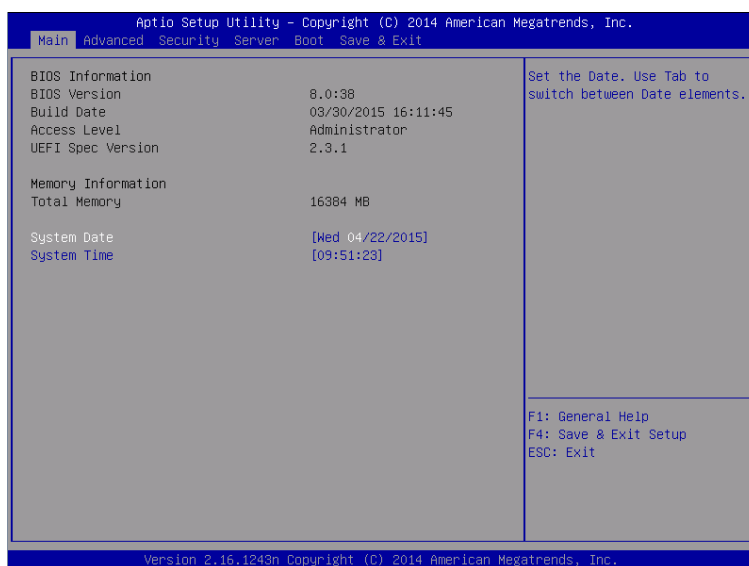 Aptio Setup Utility – Copyright (C) 2014 American Megatrends, Inc.
Main Advanced Security Server Boot Save & Exit
BIOS Information
BIOS Version 8.0:38
Build Date 03/30/2015 16:11:45
Access Level Administrator
UEFI Spec Version 2.3.1
Memory Information
Total Memory 16384 MB
System Date [Wed 04/22/2015]
System Time [09:51:23]
Set the Date. Use Tab to
switch between Date elements.
F1: General Help
F4: Save & Exit Setup
ESC: Exit
Version 2.16.1243n Copyright (C) 2014 American Megatrends, Inc.